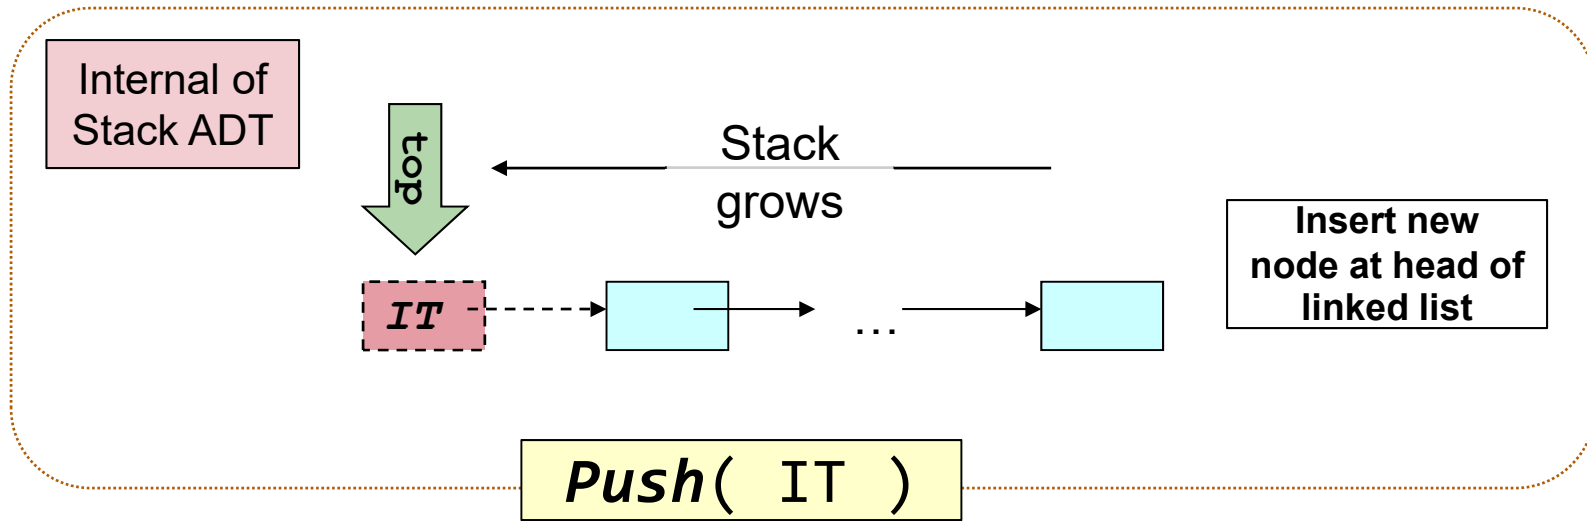 Internal of
Stack ADT
top
Stack
grows
Insert new
node at head of
linked list
IT
...
Push( IT )